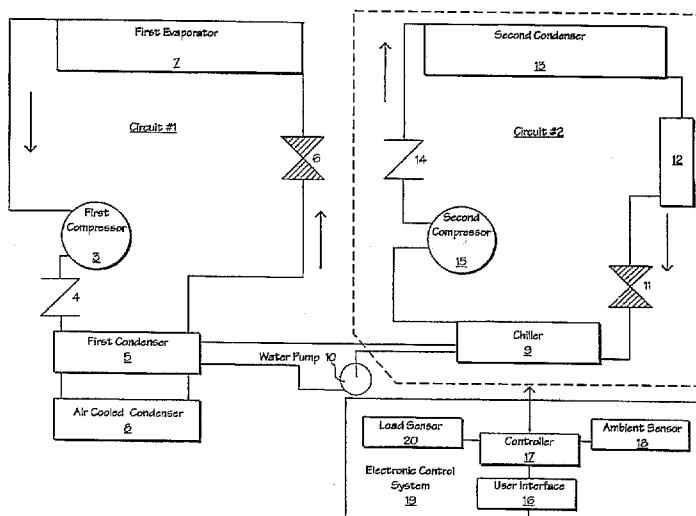 First Evaporator
7
Circuit #1
6
First
Compressor
3
4
First Condenser
5
Air Cooled Condenser
8
Water Pump 10
Second Condenser
13
Circuit #2
14
12
Second
Compressor
15
11
Chiller
9
Load Sensor
20
Controller
17
Ambient Sensor
18
Electronic Control
System
19
User Interface
16